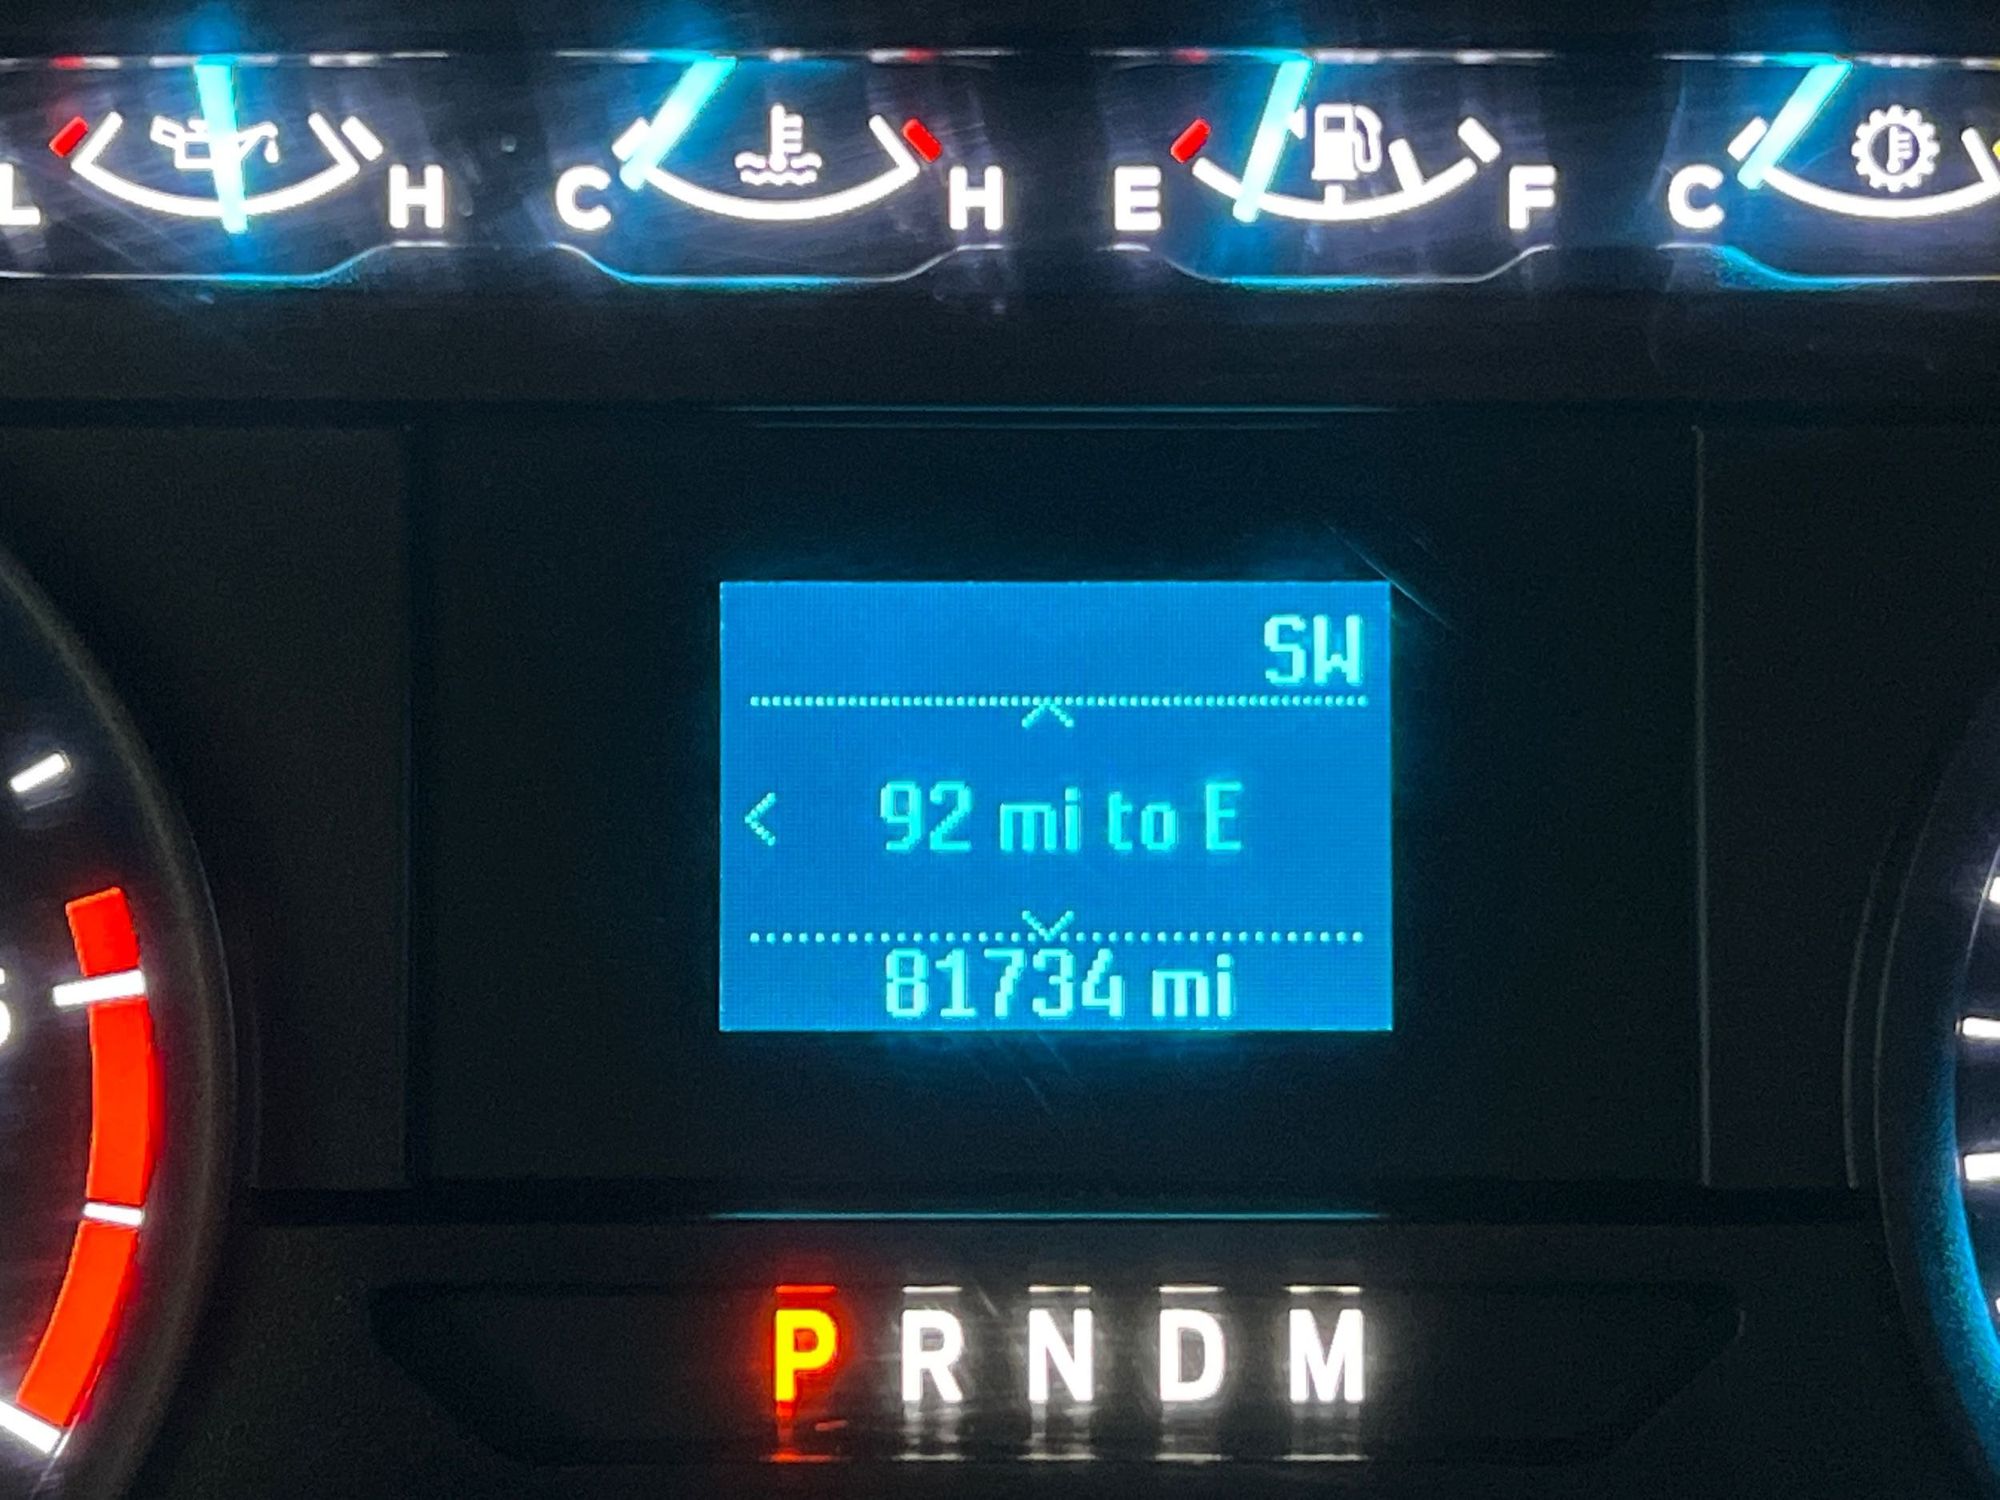 L H C H E F C
SW
92 mi to E
81734 mi
P R N D M